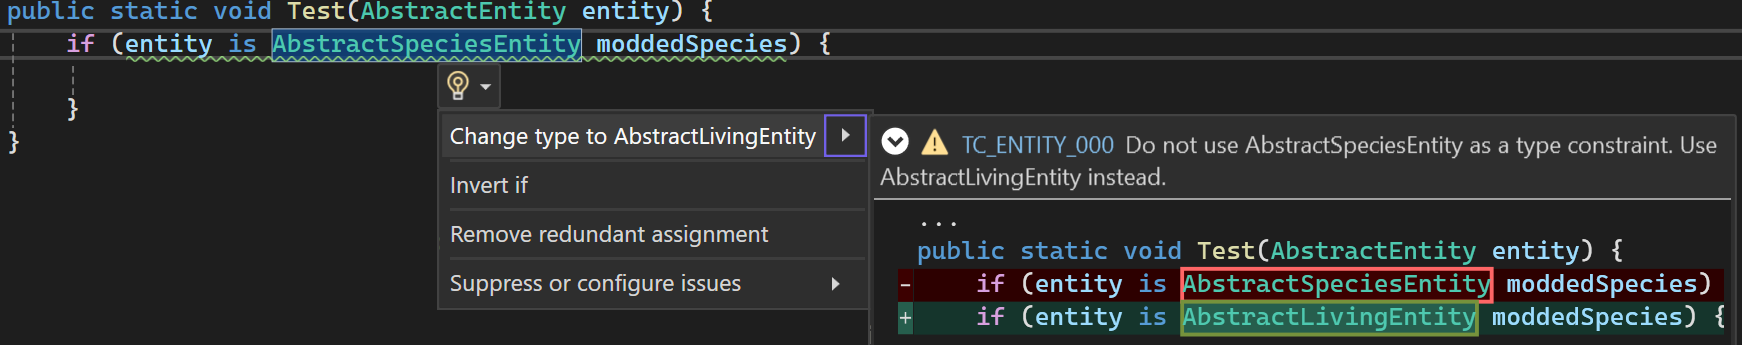 public static void Test(AbstractEntity entity) {
if (entity is AbstractSpeciesEntity moddedSpecies) {
}
}
Change type to AbstractLivingEntity
Invert if
Remove redundant assignment
Suppress or configure issues
TC_ENTITY_000 Do not use AbstractSpeciesEntity as a type constraint. Use
AbstractLivingEntity instead.
...
public static void Test(AbstractEntity entity) {
- if (entity is AbstractSpeciesEntity moddedSpecies)
+ if (entity is AbstractLivingEntity moddedSpecies) {